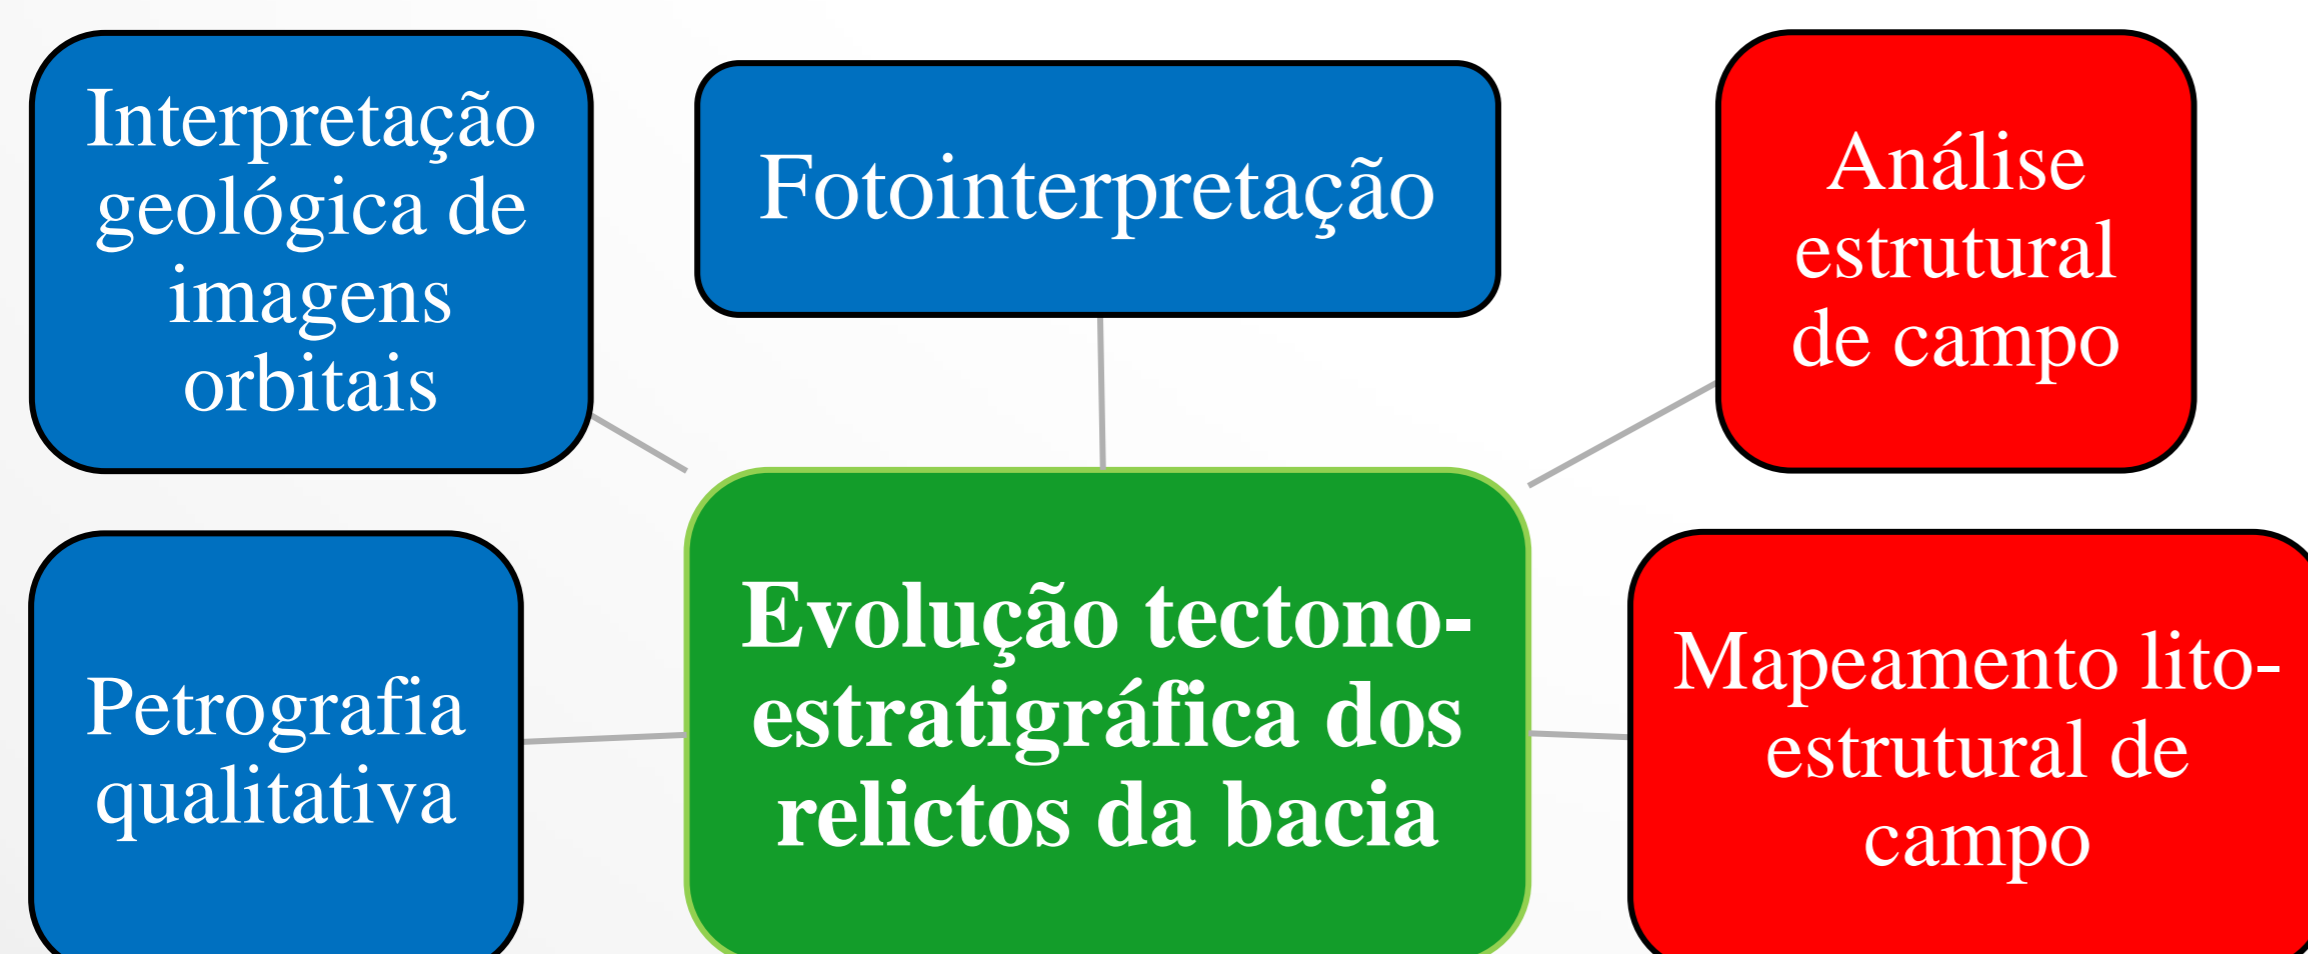 Interpretação
geológica de
imagens
orbitais
Fotointerpretação
Análise
estrutural
de campo
Petrografia
qualitativa
Evolução tectono-
estratigráfica dos
relictos da bacia
Mapeamento lito-
estrutural de
campo